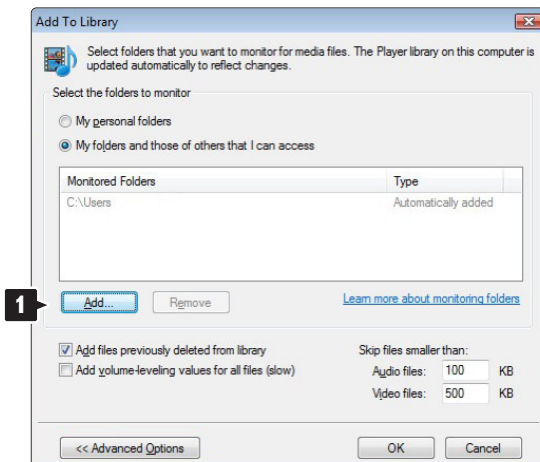 Add To Library
Select folders that you want to monitor for media files. The Player library on this computer is
updated automatically to reflect changes.
Select the folders to monitor
My personal folders
My folders and those of others that I can access
Monitored Folders Type
C:\Users Automatically added
1 Add... Remove Learn more about monitoring folders
Add files previously deleted from library Skip files smaller than:
Add volume-leveling values for all files (slow) Audio files: 100 KB
Video files: 500 KB
<< Advanced Options OK Cancel